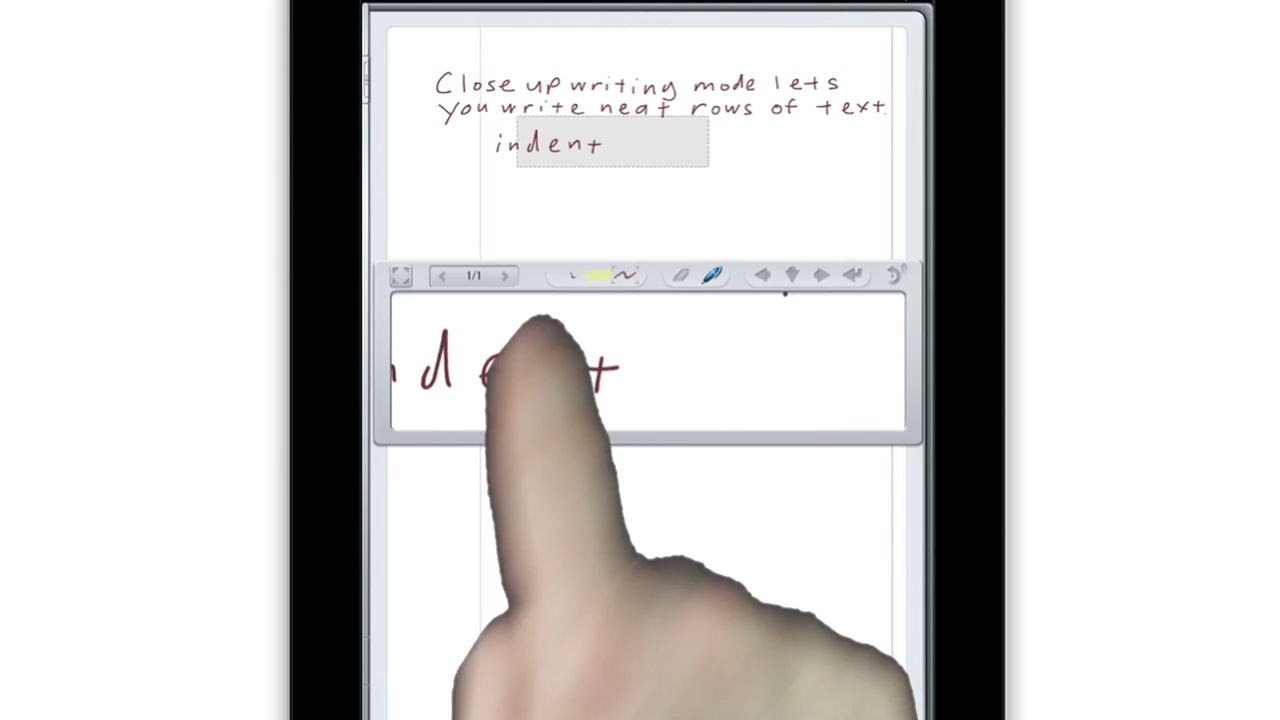 Close up writing mode lets
you write neat rows of text.
indent
1/1